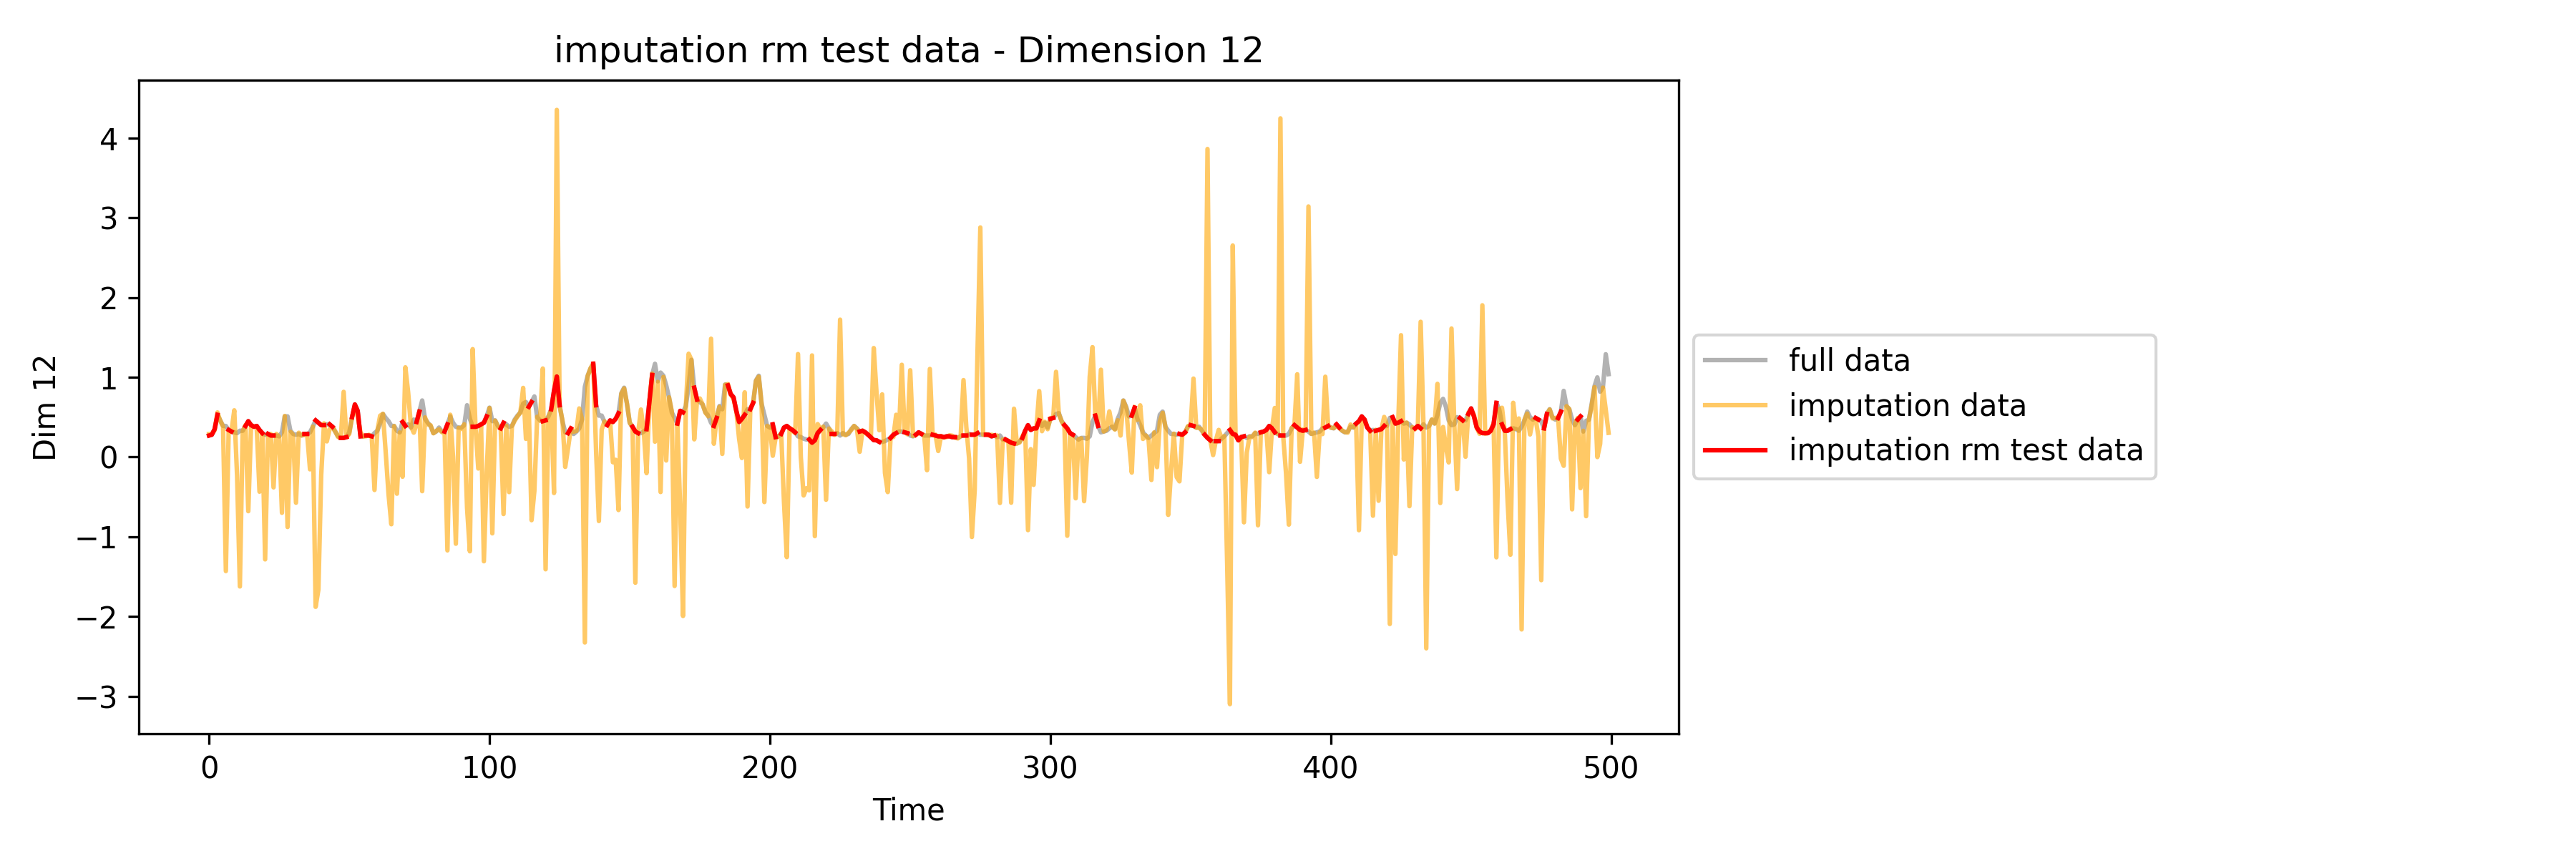 imputation rm test data - Dimension 12
Dim 12
4
3
2
1
0
−1
−2
−3
0 100 200 300 400 500
Time
full data
imputation data
imputation rm test data